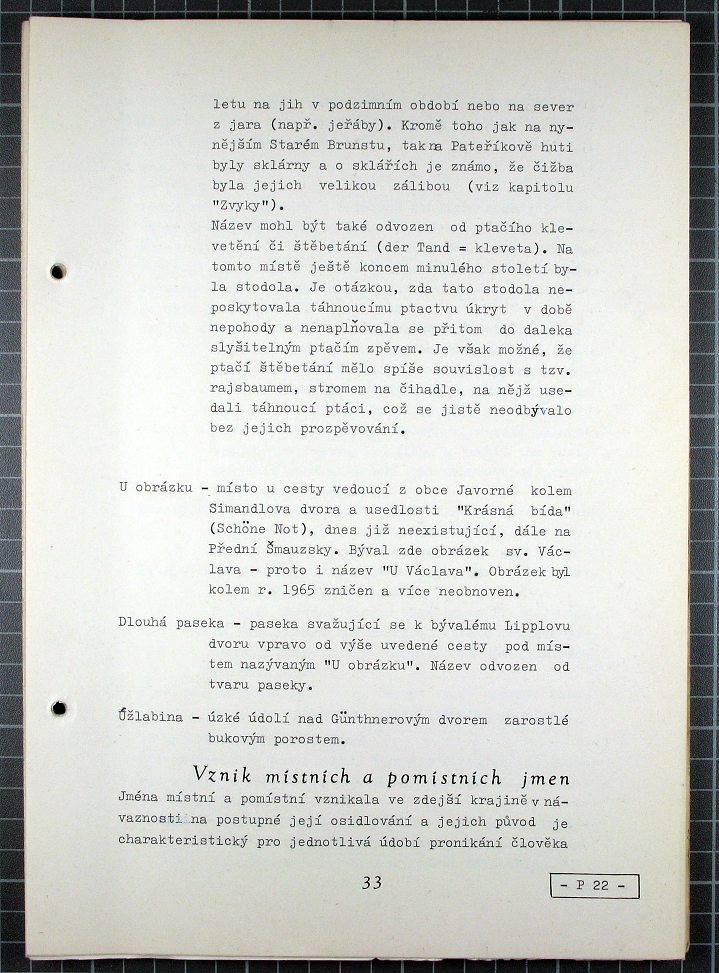 letu na jih v podzimním období nebo na sever
z jara (např. jeřáby). Kromě toho jak na ny-
nějším Starém Brunstu, tak na Pateříkově huti
byly sklárny a o sklářích je známo, že čižba
byla jejich velikou zálibou (viz kapitolu
"Zvyky").
Název mohl být také odvozen od ptačího kle-
vetění či štěbetání (der Tand = kleveta). Na
tomto místě ještě koncem minulého století by-
la stodola. Je otázkou, zda tato stodola ne-
poskytovala táhnoucímu ptactvu úkryt v době
nepohody a nenaplňovala se přitom do daleka
slyšitelným ptačím zpěvem. Je však možné, že
ptačí štěbetání mělo spíše souvislost s tzv.
rajsbaumem, stromem na čihadle, na nějž use-
dali táhnoucí ptáci, což se jistě neodbývalo
bez jejich prozpěvování.
U obrázku - místo u cesty vedoucí z obce Javorné kolem
Simandlova dvora a usedlosti "Krásná bída"
(Schöne Not), dnes již neexistující, dále na
Přední Šmauzsky. Býval zde obrázek sv. Vác-
lava - proto i název "U Václava". Obrázek byl
kolem r. 1965 zničen a více neobnoven.
Dlouhá paseka - paseka svažující se k bývalému Lipplovu
dvoru vpravo od výše uvedené cesty pod mís-
tem nazývaným "U obrázku". Název odvozen od
tvaru paseky.
Úžlabina - úzké údolí nad Günthnerovým dvorem zarostlé
bukovým porostem.
Vznik místních a pomístních jmen
Jména místní a pomístní vznikala ve zdejší krajině v ná-
vaznosti na postupné její osidlování a jejich původ je
charakteristický pro jednotlivá údobí pronikání člověka
33
- P 22 -